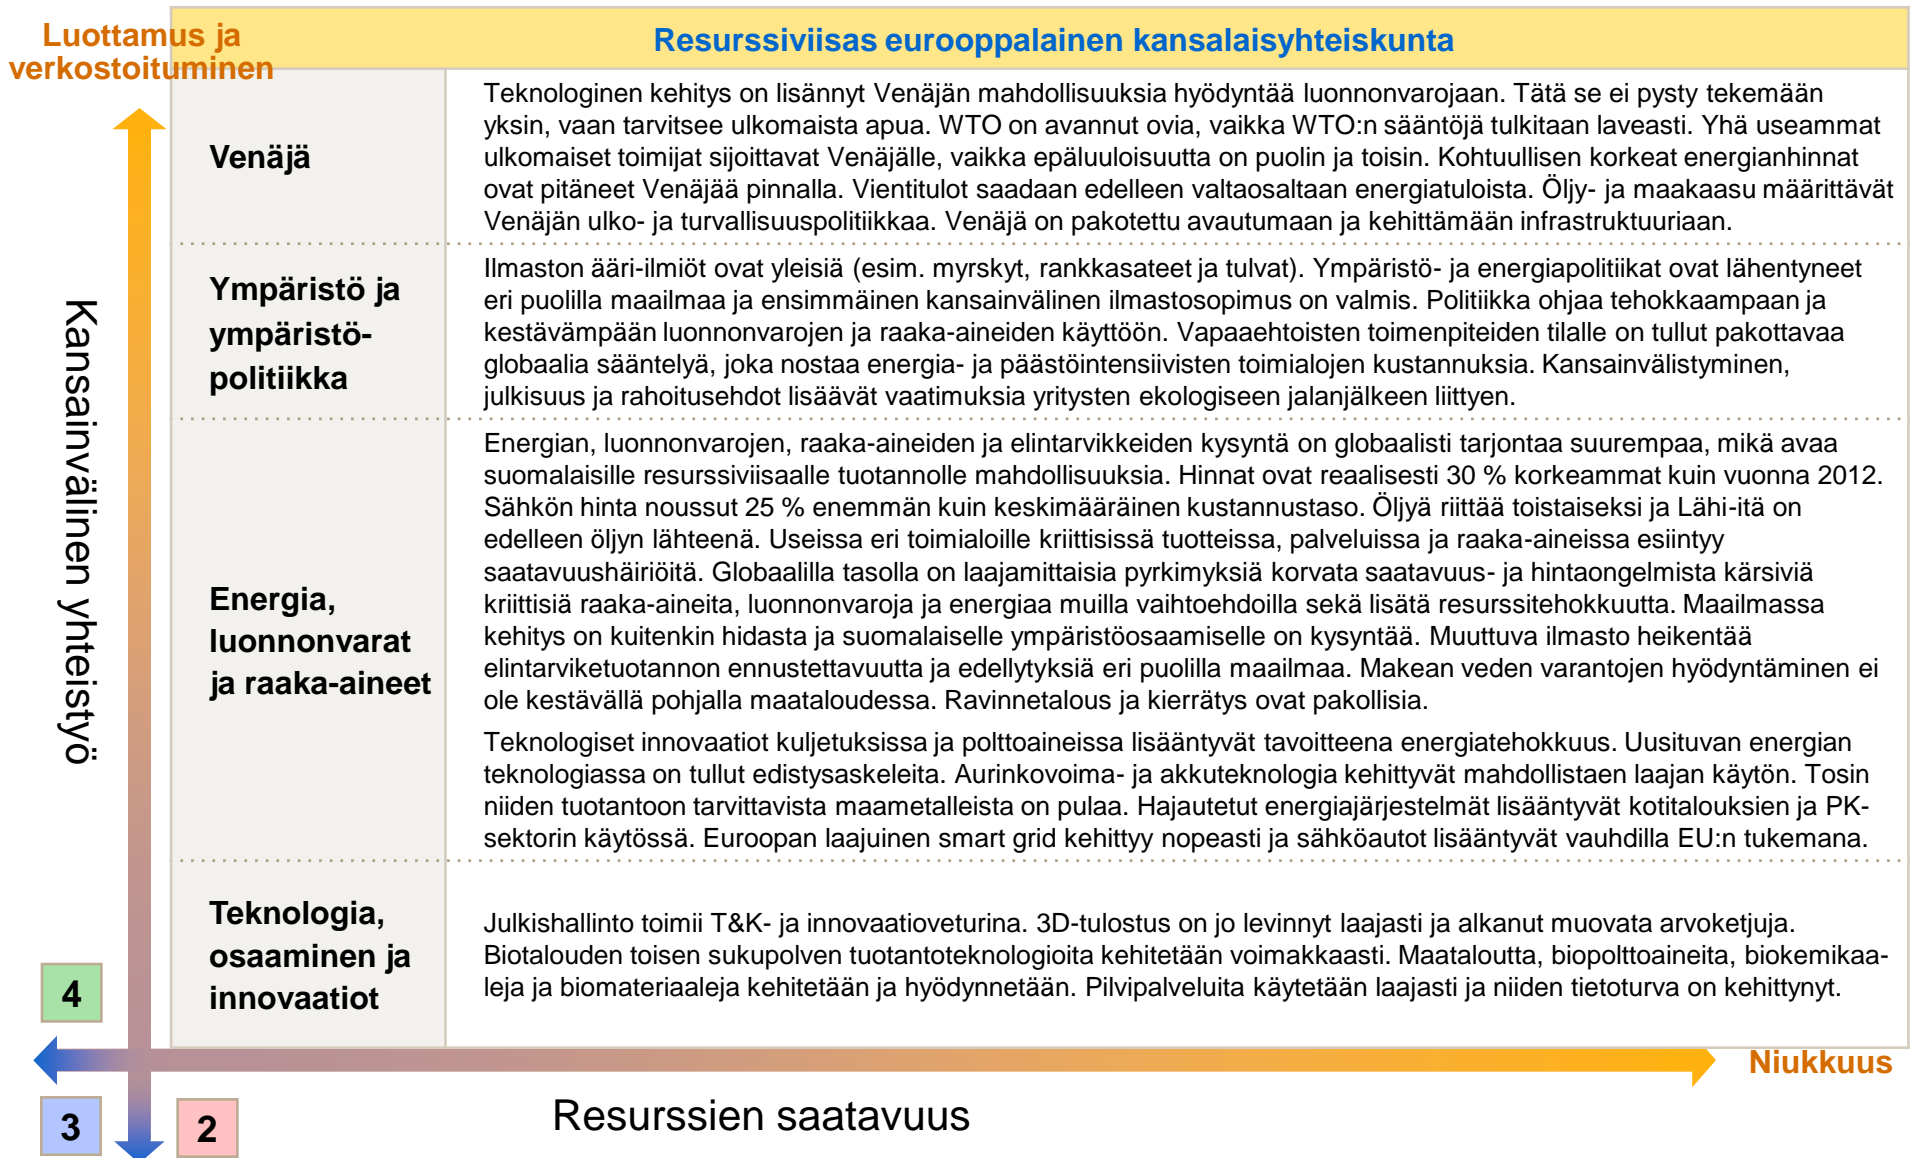 Luottamus ja
verkostoituminen
Resurssiviisas eurooppalainen kansalaisyhteiskunta
Venäjä
Teknologinen kehitys on lisännyt Venäjän mahdollisuuksia hyödyntää luonnonvarojaan. Tätä se ei pysty tekemään
yksin, vaan tarvitsee ulkomaista apua. WTO on avannut ovia, vaikka WTO:n sääntöjä tulkitaan laveasti. Yhä useammat
ulkomaiset toimijat sijoittavat Venäjälle, vaikka epäluuloisuutta on puolin ja toisin. Kohtuullisen korkeat energianhinnat
ovat pitäneet Venäjää pinnalla. Vientitulot saadaan edelleen valtaosaltaan energiatuloista. Öljy- ja maakaasu määrittävät
Venäjän ulko- ja turvallisuuspolitiikkaa. Venäjä on pakotettu avautumaan ja kehittämään infrastruktuuriaan.
Ympäristö ja
ympäristö-
politiikka
Ilmaston ääri-ilmiöt ovat yleisiä (esim. myrskyt, rankkasateet ja tulvat). Ympäristö- ja energiapolitiikat ovat lähentyneet
eri puolilla maailmaa ja ensimmäinen kansainvälinen ilmastosopimus on valmis. Politiikka ohjaa tehokkaampaan ja
kestävämpään luonnonvarojen ja raaka-aineiden käyttöön. Vapaaehtoisten toimenpiteiden tilalle on tullut pakottavaa
globaalia sääntelyä, joka nostaa energia- ja päästöintensiivisten toimialojen kustannuksia. Kansainvälistyminen,
julkisuus ja rahoitusehdot lisäävät vaatimuksia yritysten ekologiseen jalanjälkeen liittyen.
Energia,
luonnonvarat
ja raaka-aineet
Energian, luonnonvarojen, raaka-aineiden ja elintarvikkeiden kysyntä on globaalisti tarjontaa suurempaa, mikä avaa
suomalaisille resurssiviisaalle tuotannolle mahdollisuuksia. Hinnat ovat reaalisesti 30 % korkeammat kuin vuonna 2012.
Sähkön hinta noussut 25 % enemmän kuin keskimääräinen kustannustaso. Öljyä riittää toistaiseksi ja Lähi-itä on
edelleen öljyn lähteenä. Useissa eri toimialoille kriittisissä tuotteissa, palveluissa ja raaka-aineissa esiintyy
saatavuushäiriöitä. Globaalilla tasolla on laajamittaisia pyrkimyksiä korvata saatavuus- ja hintaongelmista kärsiviä
kriittisiä raaka-aineita, luonnonvaroja ja energiaa muilla vaihtoehdoilla sekä lisätä resurssitehokkuutta. Maailmassa
kehitys on kuitenkin hidasta ja suomalaiselle ympäristöosaamiselle on kysyntää. Muuttuva ilmasto heikentää
elintarviketuotannon ennustettavuutta ja edellytyksiä eri puolilla maailmaa. Makean veden varantojen hyödyntäminen ei
ole kestävällä pohjalla maataloudessa. Ravinnetalous ja kierrätys ovat pakollisia.
Teknologiset innovaatiot kuljetuksissa ja polttoaineissa lisääntyvät tavoitteena energiatehokkuus. Uusituvan energian
teknologiassa on tullut edistysaskeleita. Aurinkovoima- ja akkuteknologia kehittyvät mahdollistaen laajan käytön. Tosin
niiden tuotantoon tarvittavista maametalleista on pulaa. Hajautetut energiajärjestelmät lisääntyvät kotitalouksien ja PK-
sektorin käytössä. Euroopan laajuinen smart grid kehittyy nopeasti ja sähköautot lisääntyvät vauhdilla EU:n tukemana.
Teknologia,
osaaminen ja
innovaatiot
Julkishallinto toimii T&K- ja innovaatioveturina. 3D-tulostus on jo levinnyt laajasti ja alkanut muovata arvoketjuja.
Biotalouden toisen sukupolven tuotantoteknologioita kehitetään voimakkaasti. Maataloutta, biopolttoaineita, biokemikaa-
leja ja biomateriaaleja kehitetään ja hyödynnetään. Pilvipalveluita käytetään laajasti ja niiden tietoturva on kehittynyt.
Kansainvälinen yhteistyö
4
Niukkuus
3
2
Resurssien saatavuus